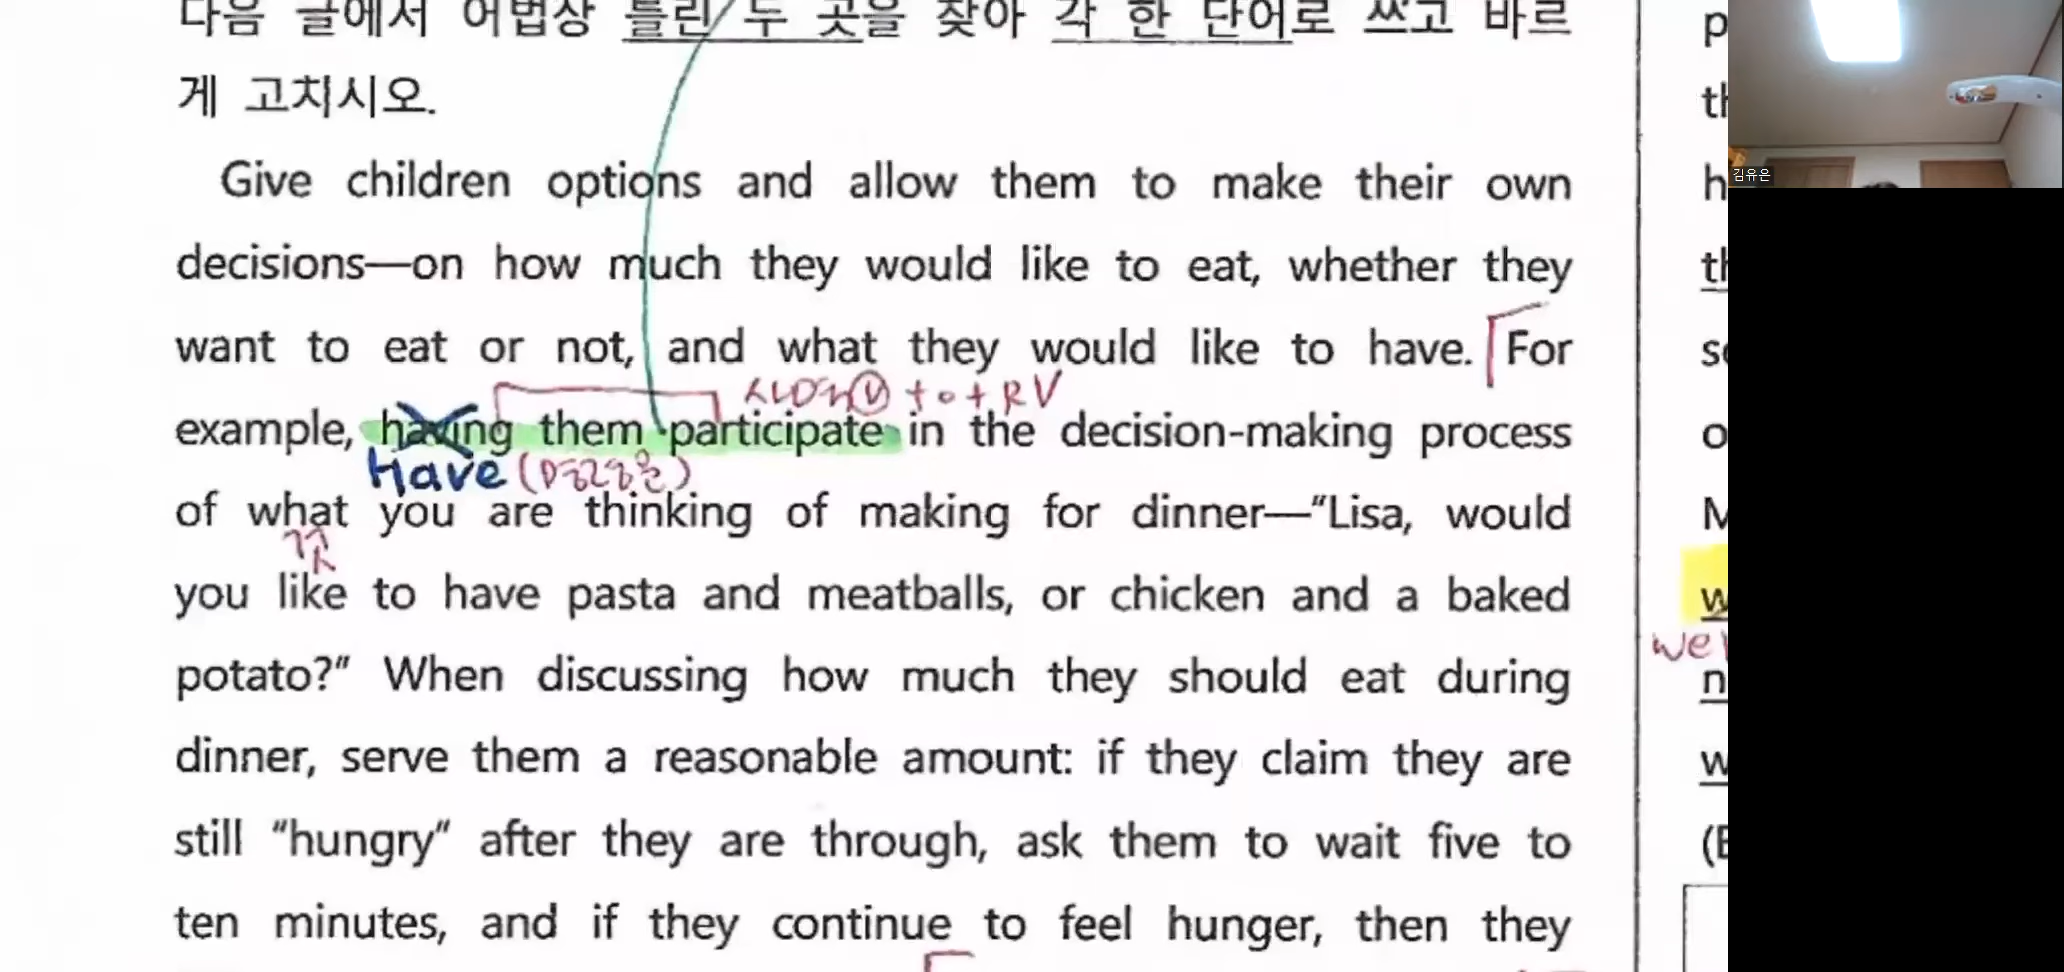 다음 글에서 어법상 틀린 두 곳을 찾아 각 한 단어로 쓰고 바르
게 고치시오.
Give children options and allow them to make their own
decisions—on how much they would like to eat, whether they
want to eat or not, and what they would like to have. For
사역ⓥ + o + RV
example, having them participate in the decision-making process
Have (명령문)
of what you are thinking of making for dinner—“Lisa, would
you like to have pasta and meatballs, or chicken and a baked
potato?” When discussing how much they should eat during
dinner, serve them a reasonable amount: if they claim they are
still “hungry” after they are through, ask them to wait five to
ten minutes, and if they continue to feel hunger, then they
p
th
h
th
o
M
we
n
w
(E
김유은